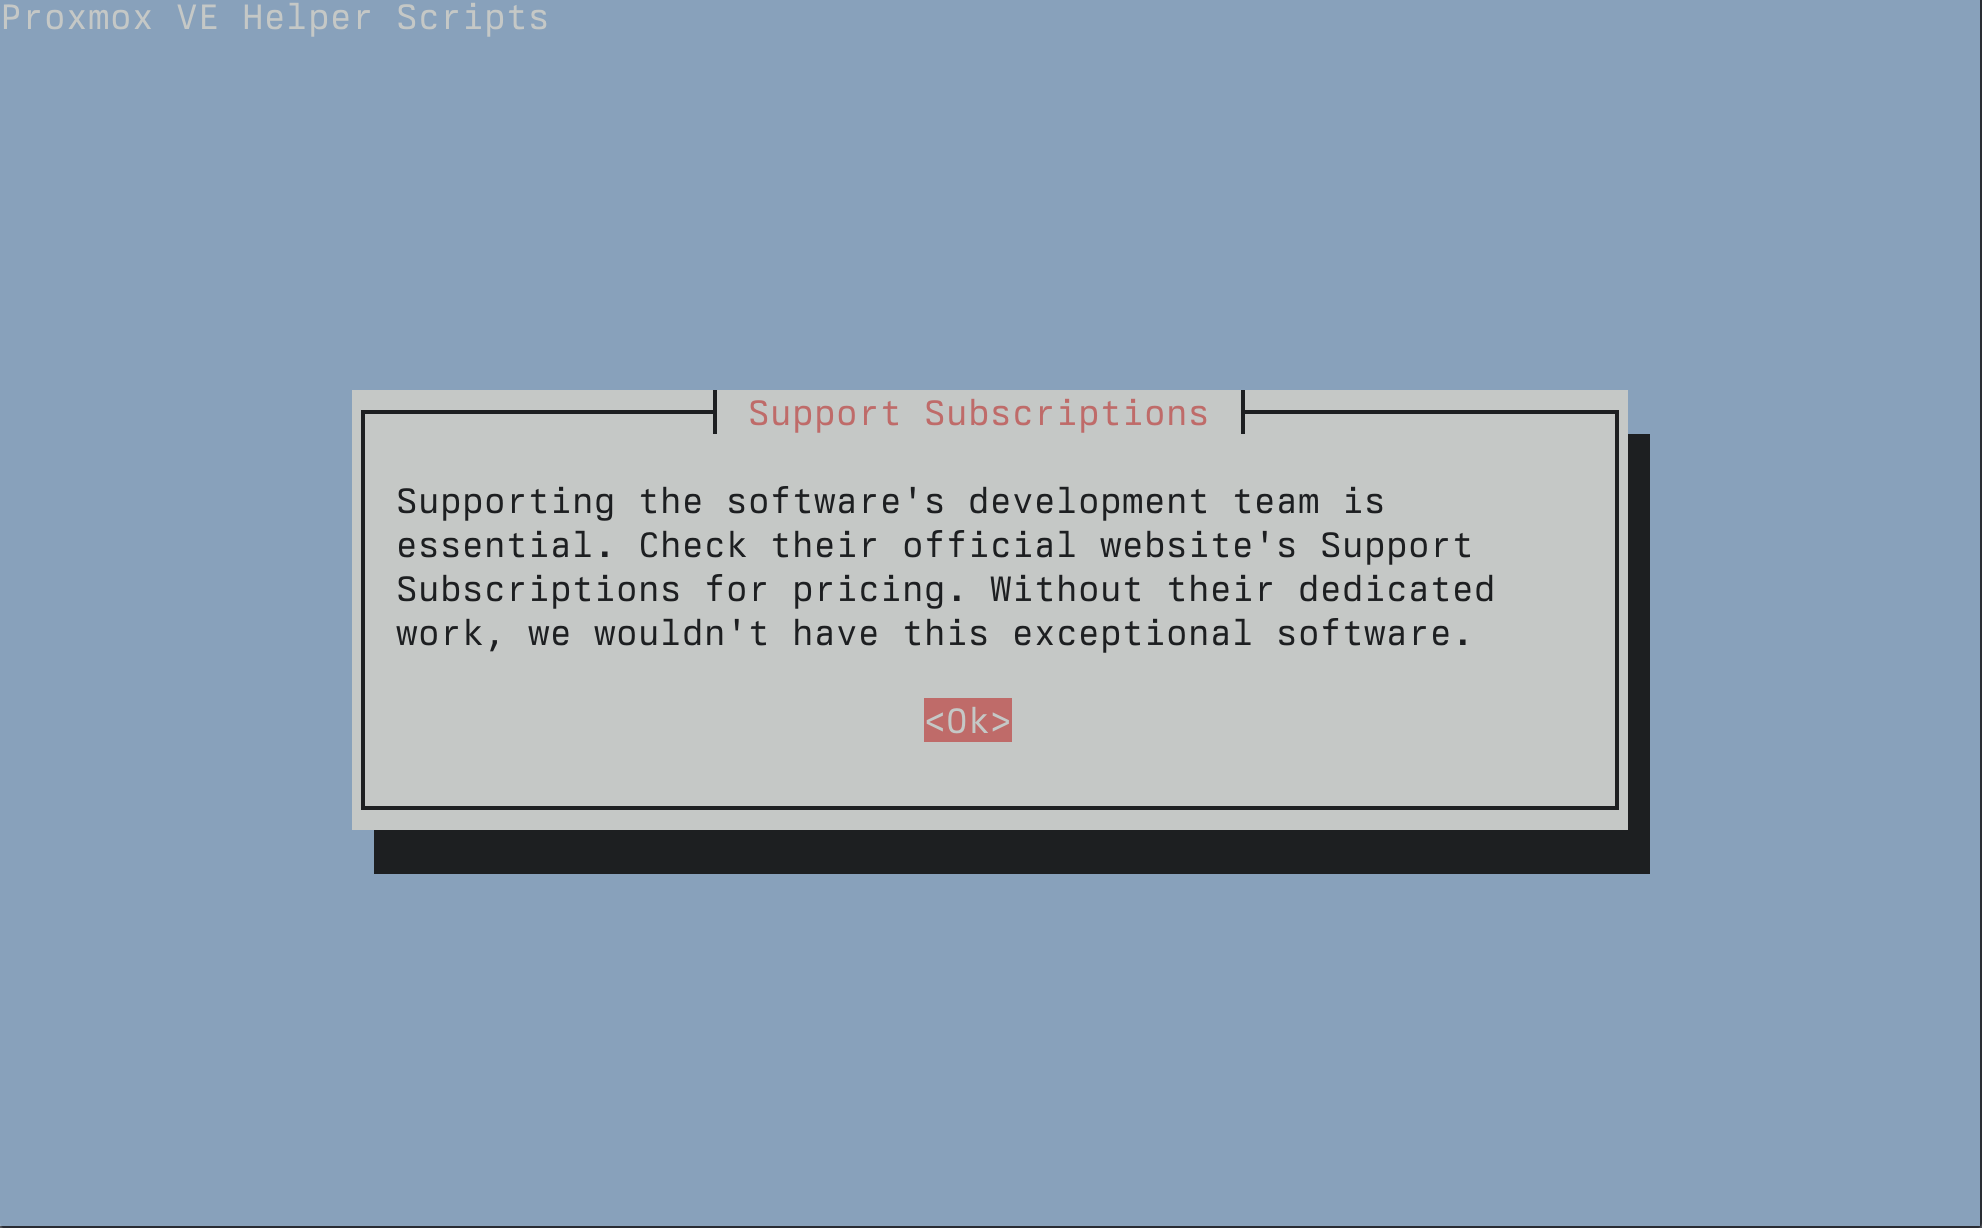 Proxmox VE Helper Scripts
Support Subscriptions
Supporting the software's development team is
essential. Check their official website's Support
Subscriptions for pricing. Without their dedicated
work, we wouldn't have this exceptional software.
<Ok>